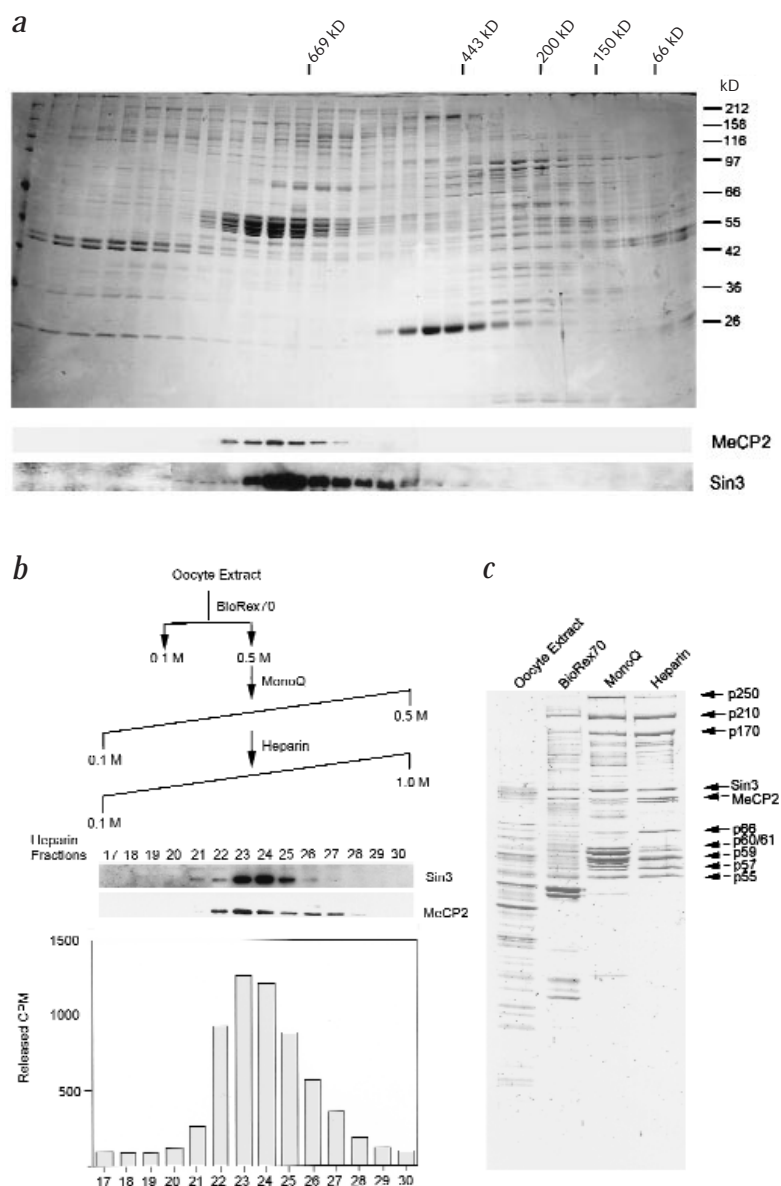 a
669 KD
443 KD
200 KD
150 KD
66 KD
kD
212
158
116
97
66
55
42
36
26
MeCP2
Sin3
b
Oocyte Extract
BioRex70
0.1 M
0.5 M
MonoQ
0.5 M
0.1 M
Heparin
1.0 M
0.1 M
Heparin
Fractions
17 18 19 20 21 22 23 24 25 26 27 28 29 30
Sin3
MeCP2
1500
1000
500
Released CPM
17 18 19 20 21 22 23 24 25 26 27 28 29 30
c
Oocyte Extract
BioRex70
MonoQ
Heparin
p250
p210
p170
Sin3
MeCP2
p66
p60/61
p59
p57
p55